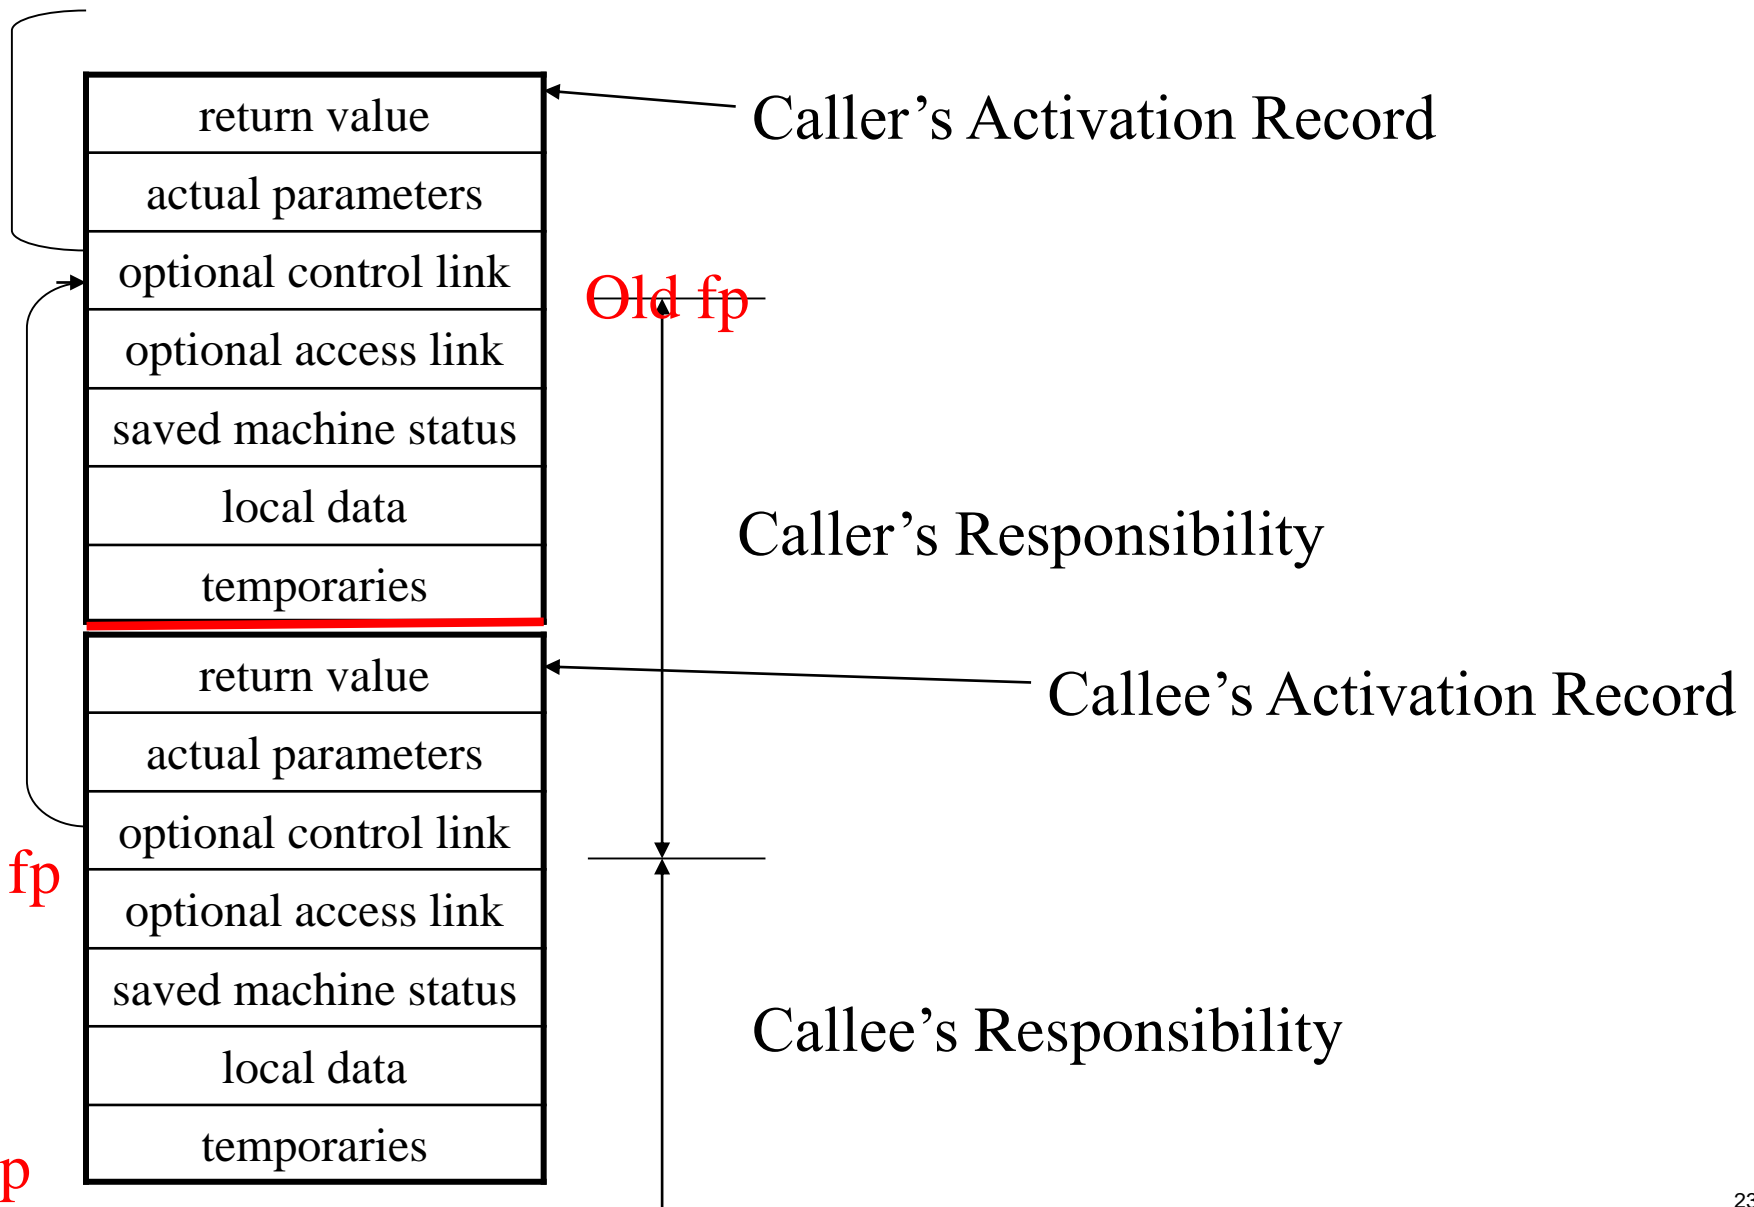 return value
Caller’s Activation Record
actual parameters
optional control link
Old fp
optional access link
saved machine status
local data
Caller’s Responsibility
temporaries
return value
Callee’s Activation Record
actual parameters
optional control link
fp
optional access link
saved machine status
Callee’s Responsibility
local data
temporaries
p
23